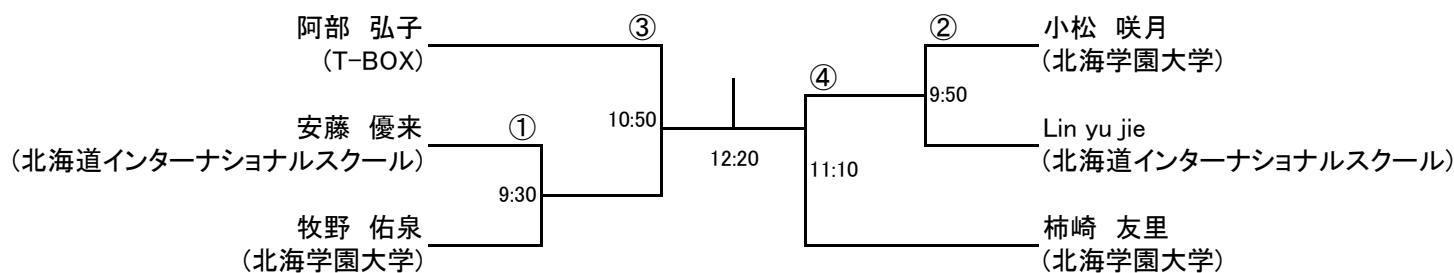 阿部 弘子
(T-BOX)
③
②
小松 咲月
(北海学園大学)
④
9:50
10:50
安藤 優来
(北海道インターナショナルスクール)
①
12:20
11:10
Lin yu jie
(北海道インターナショナルスクール)
9:30
牧野 佑泉
(北海学園大学)
柿崎 友里
(北海学園大学)